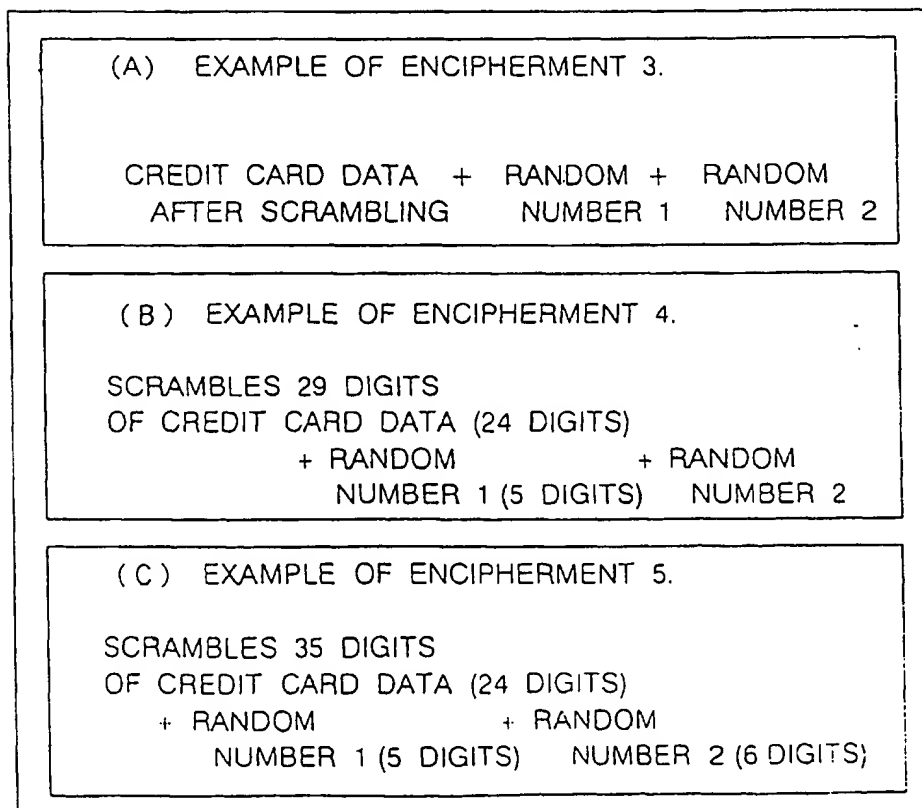 (A) EXAMPLE OF ENCIPHERMENT 3.
CREDIT CARD DATA + RANDOM + RANDOM
AFTER SCRAMBLING NUMBER 1 NUMBER 2
(B) EXAMPLE OF ENCIPHERMENT 4.
SCRAMBLES 29 DIGITS
OF CREDIT CARD DATA (24 DIGITS)
+ RANDOM + RANDOM
NUMBER 1 (5 DIGITS) NUMBER 2
(C) EXAMPLE OF ENCIPHERMENT 5.
SCRAMBLES 35 DIGITS
OF CREDIT CARD DATA (24 DIGITS)
+ RANDOM + RANDOM
NUMBER 1 (5 DIGITS) NUMBER 2 (6 DIGITS)